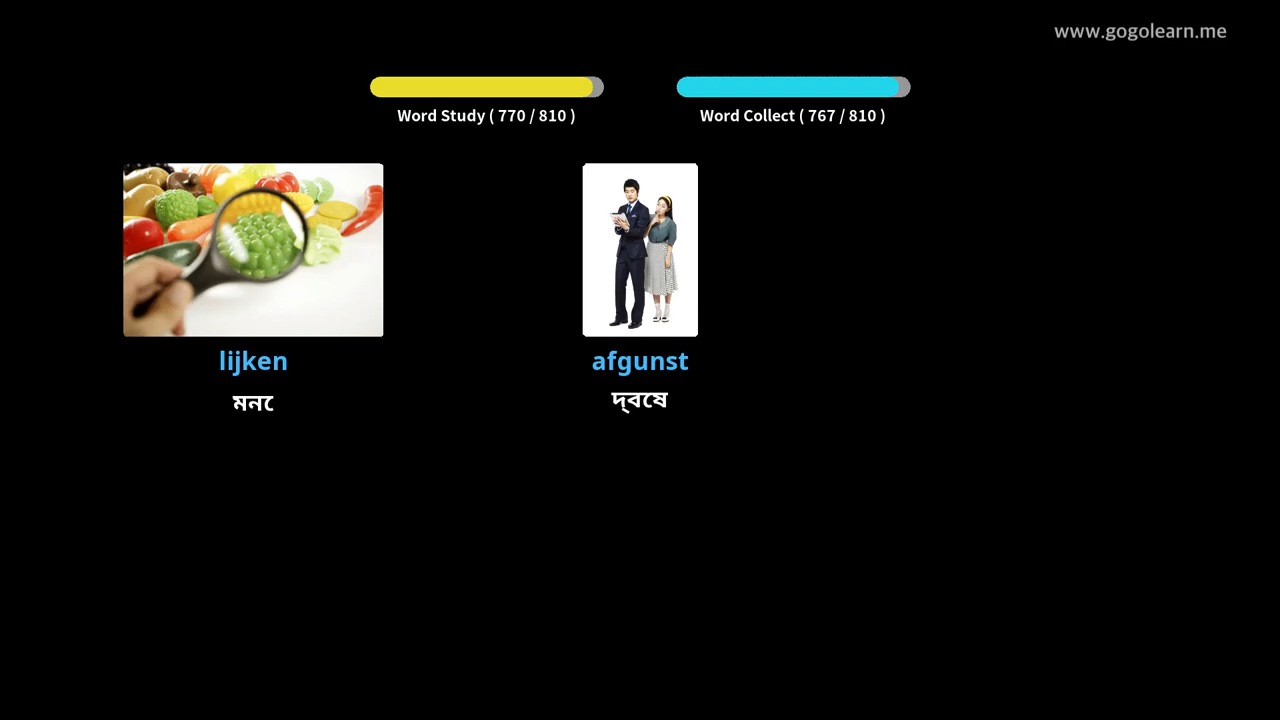 www.gogolearn.me
Word Study ( 770 / 810 )
Word Collect ( 767 / 810 )
lijken
afgunst
মনে
দ্বেষ